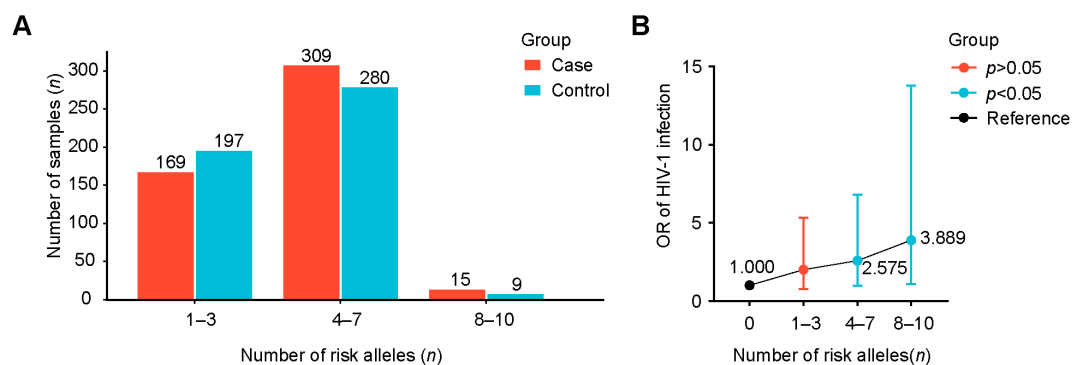 A
Number of samples (n)
300
250
200
150
100
50
0
169
197
309
280
15
9
1–3
4–7
8–10
Number of risk alleles (n)
Group
Case
Control
B
OR of HIV-1 infection
15
10
5
0
1.000
2.575
3.889
0
1–3
4–7
8–10
Number of risk alleles(n)
Group
p>0.05
p<0.05
Reference